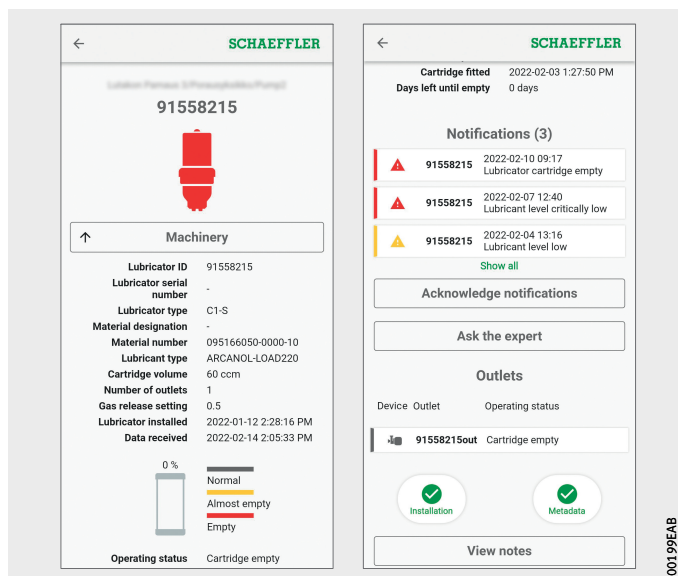 SCHAEFFLER
91558215
Machinery
Lubricator ID 91558215
Lubricator serial number -
Lubricator type C1-S
Material designation -
Material number 095166050-0000-10
Lubricant type ARCANOL-LOAD220
Cartridge volume 60 ccm
Number of outlets 1
Gas release setting 0.5
Lubricator installed 2022-01-12 2:28:16 PM
Data received 2022-02-14 2:05:33 PM
0 %
Normal
Almost empty
Empty
Operating status Cartridge empty
SCHAEFFLER
Cartridge fitted 2022-02-03 1:27:50 PM
Days left until empty 0 days
Notifications (3)
91558215 2022-02-10 09:17
Lubricator cartridge empty
91558215 2022-02-07 12:40
Lubricant level critically low
91558215 2022-02-04 13:16
Lubricant level low
Show all
Acknowledge notifications
Ask the expert
Outlets
Device Outlet Operating status
91558215out Cartridge empty
Installation Metadata
View notes
00199EAB